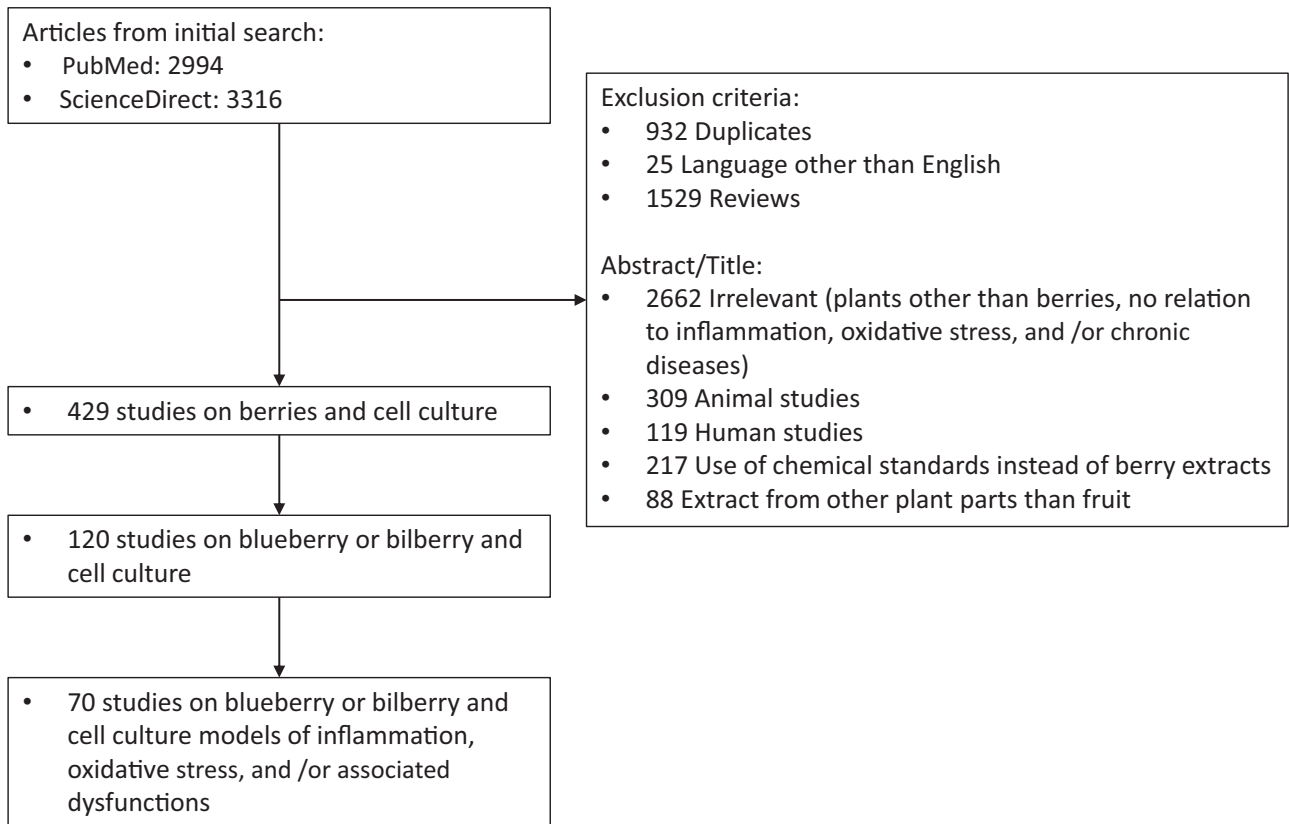 Articles from initial search:
• PubMed: 2994
• ScienceDirect: 3316
Exclusion criteria:
• 932 Duplicates
• 25 Language other than English
• 1529 Reviews
Abstract/Title:
• 2662 Irrelevant (plants other than berries, no relation
to inflammation, oxidative stress, and /or chronic
diseases)
• 309 Animal studies
• 119 Human studies
• 217 Use of chemical standards instead of berry extracts
• 88 Extract from other plant parts than fruit
• 429 studies on berries and cell culture
• 120 studies on blueberry or bilberry and
cell culture
• 70 studies on blueberry or bilberry and
cell culture models of inflammation,
oxidative stress, and /or associated
dysfunctions